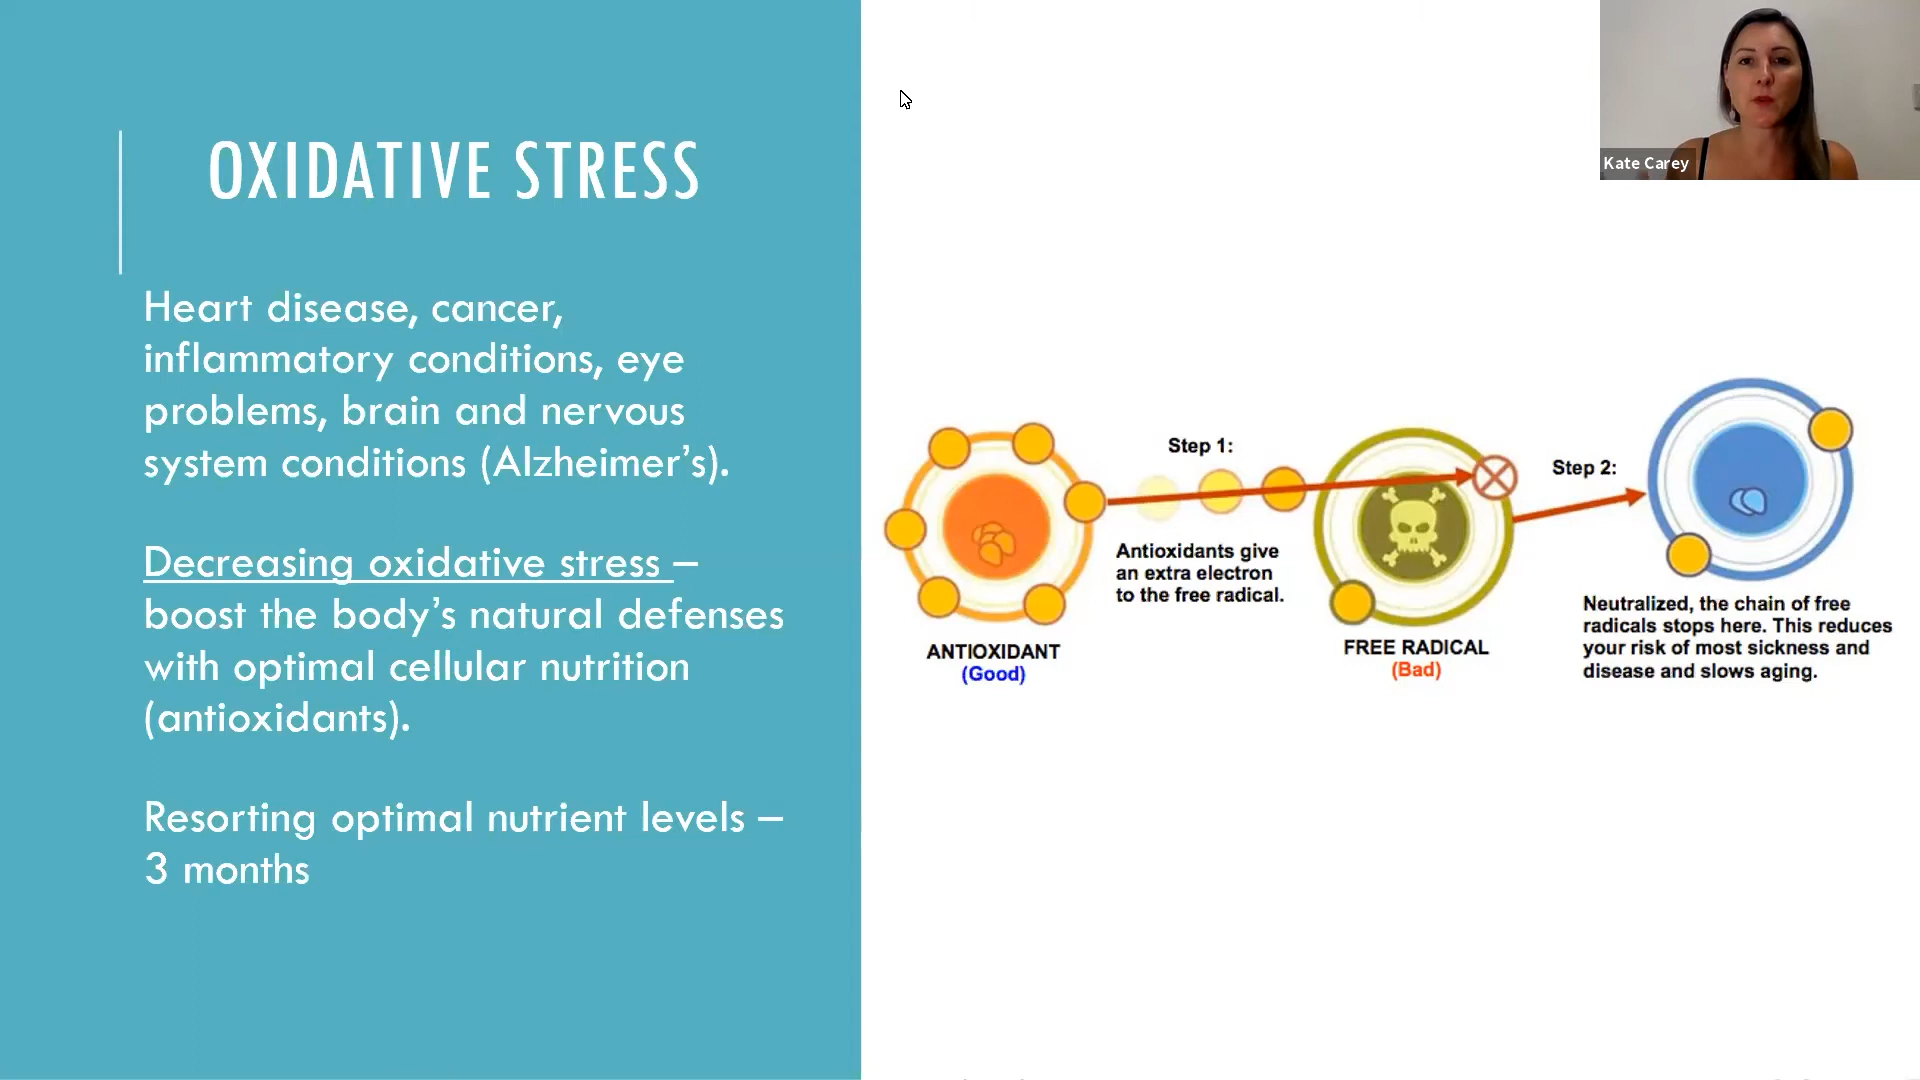 OXIDATIVE STRESS
Heart disease, cancer,
inflammatory conditions, eye
problems, brain and nervous
system conditions (Alzheimer’s).
Decreasing oxidative stress –
boost the body’s natural defenses
with optimal cellular nutrition
(antioxidants).
Resorting optimal nutrient levels –
3 months
Kate Carey
Step 1:
Antioxidants give
an extra electron
to the free radical.
ANTIOXIDANT
(Good)
FREE RADICAL
(Bad)
Step 2:
Neutralized, the chain of free
radicals stops here. This reduces
your risk of most sickness and
disease and slows aging.